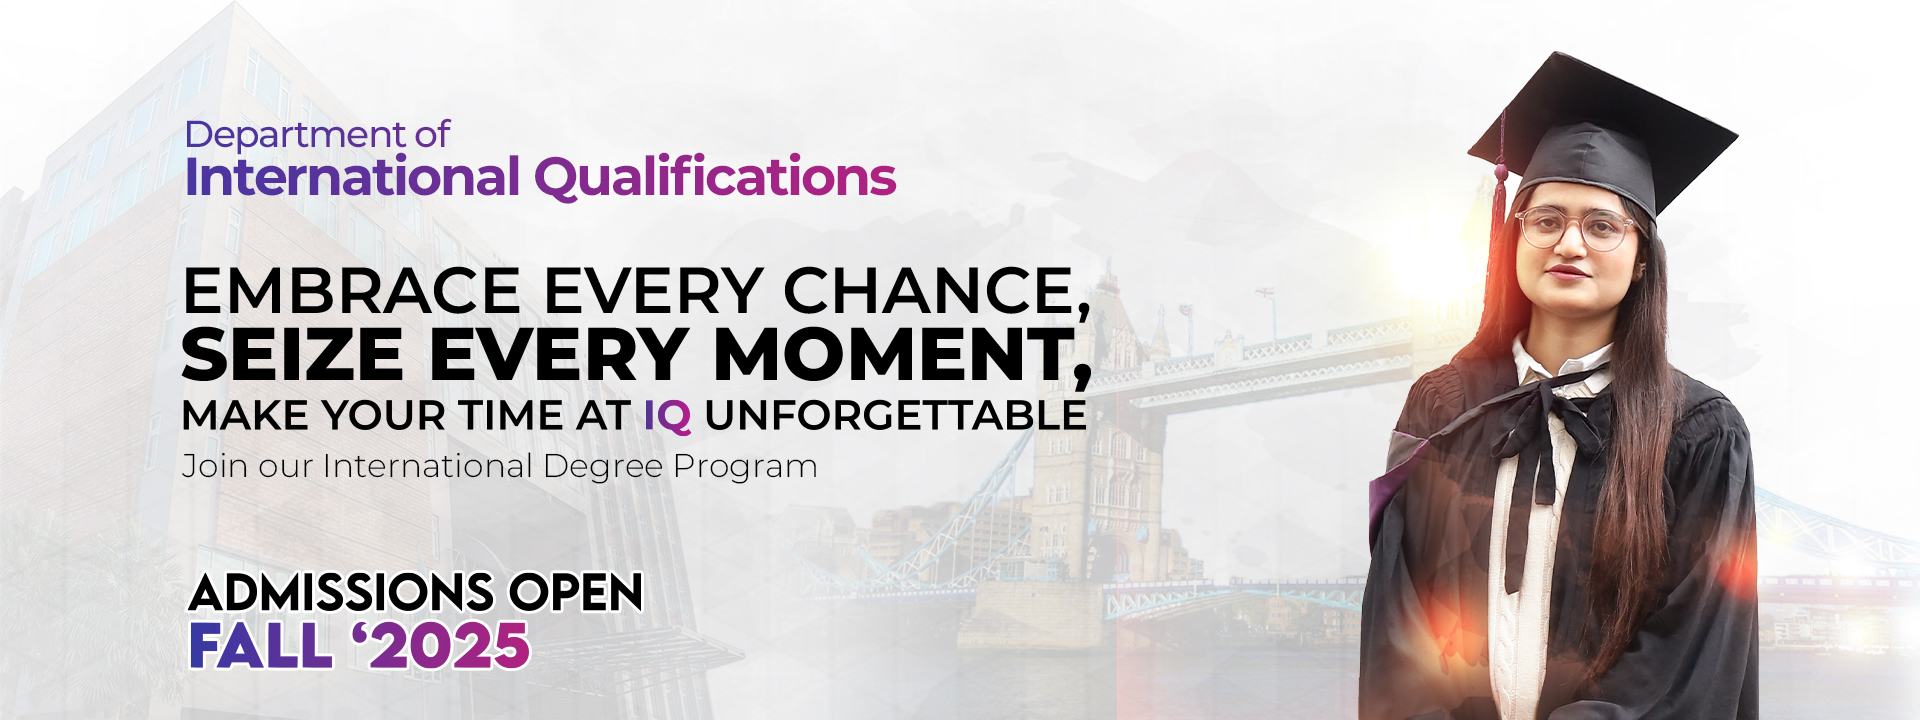 Department of
International Qualifications
EMBRACE EVERY CHANCE,
SEIZE EVERY MOMENT,
MAKE YOUR TIME AT IQ UNFORGETTABLE
Join our International Degree Program
ADMISSIONS OPEN
FALL ‘2025